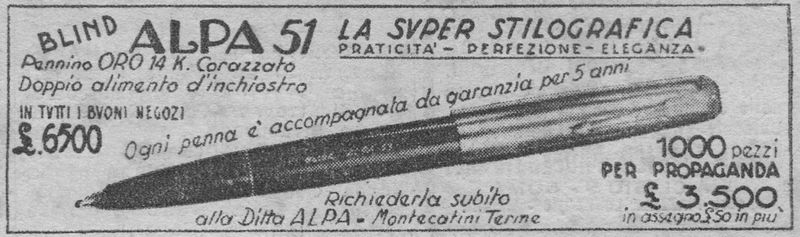 BLIND ALPA 51
LA SVPER STILOGRAFICA
PRATICITA' - PERFEZIONE - ELEGANZA.
Pennino ORO 14 K. Corazzato
Doppio alimento d'inchiostro
IN TVTTI I BVONI NEGOZI
£.6500
Ogni penna è accompagnata da garanzia per 5 anni
1000 pezzi
PER PROPAGANDA
£ 3.500
in assegno £50 in più
Richiederla subito
alla Ditta ALPA - Montecatini Terme